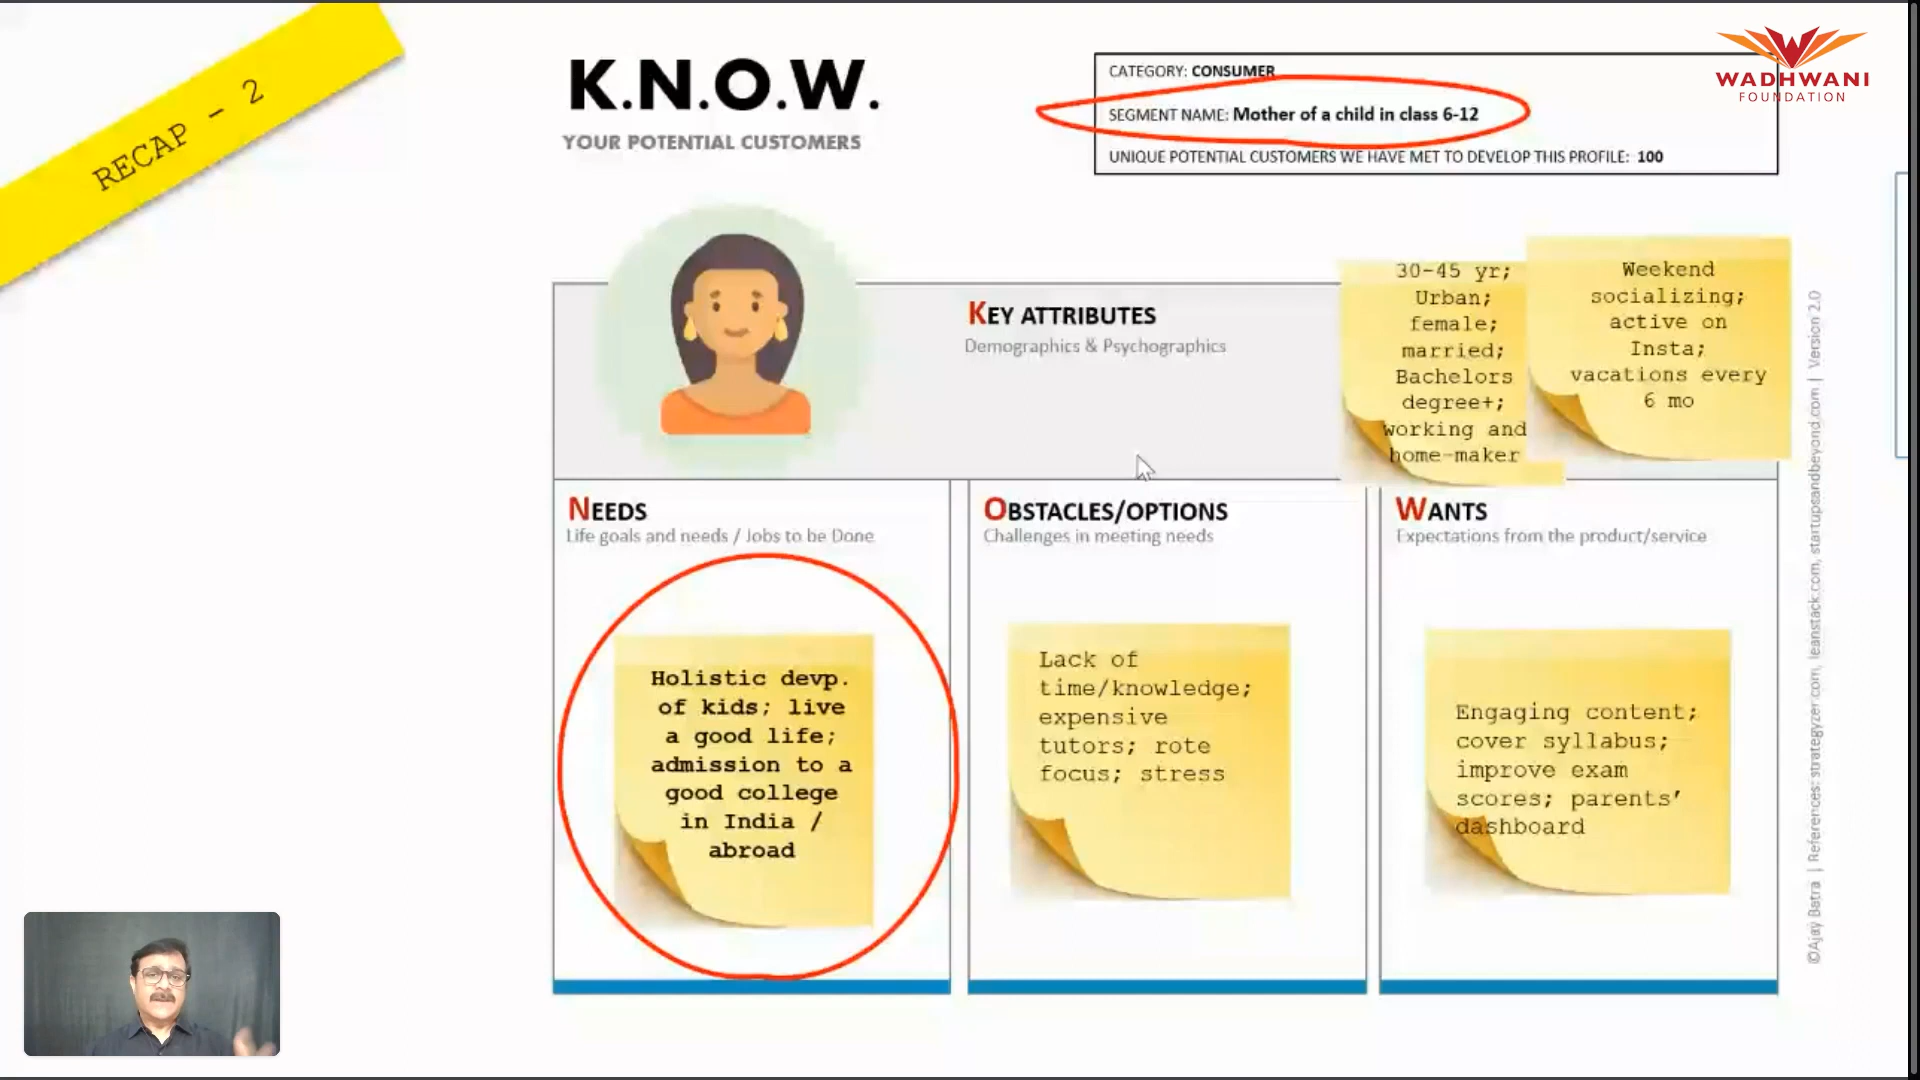 RECAP - 2
K.N.O.W.
YOUR POTENTIAL CUSTOMERS
CATEGORY: CONSUMER
SEGMENT NAME: Mother of a child in class 6-12
UNIQUE POTENTIAL CUSTOMERS WE HAVE MET TO DEVELOP THIS PROFILE: 100
WADHWANI
FOUNDATION
KEY ATTRIBUTES
Demographics & Psychographics
30-45 yr;
Urban;
female;
married;
Bachelors
degree+;
working and
home-maker
Weekend
socializing;
active on
Insta;
vacations every
6 mo
NEEDS
Life goals and needs / Jobs to be Done
Holistic devp.
of kids; live
a good life;
admission to a
good college
in India /
abroad
OBSTACLES/OPTIONS
Challenges in meeting needs
Lack of
time/knowledge;
expensive
tutors; rote
focus; stress
WANTS
Expectations from the product/service
Engaging content;
cover syllabus;
improve exam
scores; parents’
dashboard
©Ajay Batra | References: strategyzer.com, leanstack.com, startupsandbeyond.com | Version 2.0